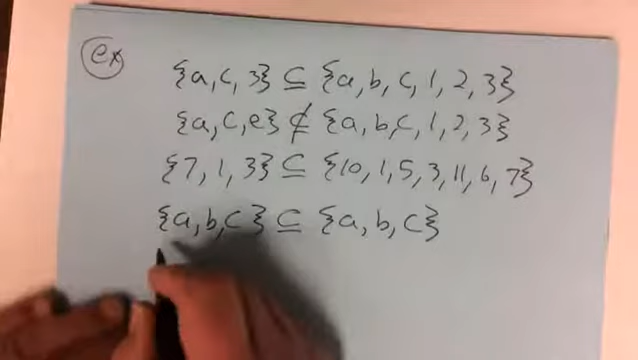 ex
{a, c, 3} ⊆ {a, b, c, 1, 2, 3}
{a, c, e} ⊈ {a, b, c, 1, 2, 3}
{7, 1, 3} ⊆ {10, 1, 5, 3, 11, 6, 7}
{a, b, c} ⊆ {a, b, c}